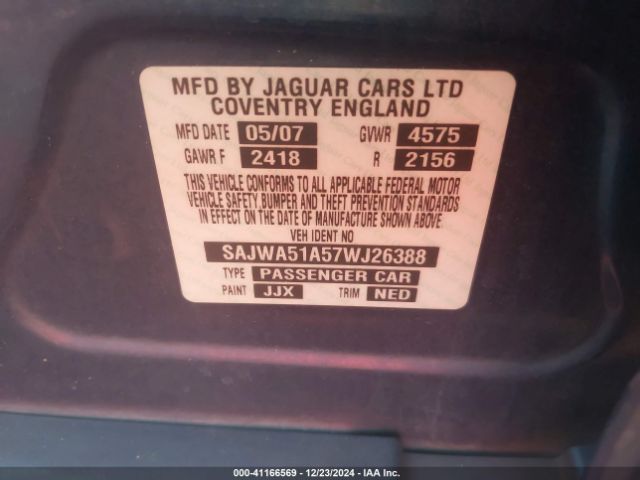 MFD BY JAGUAR CARS LTD
COVENTRY ENGLAND
MFD DATE 05/07 GVWR 4575
GAWR F 2418 R 2156
THIS VEHICLE CONFORMS TO ALL APPLICABLE FEDERAL MOTOR
VEHICLE SAFETY BUMPER AND THEFT PREVENTION STANDARDS
IN EFFECT ON THE DATE OF MANUFACTURE SHOWN ABOVE.
VEH IDENT NO
SAJWA51A57WJ26388
TYPE PASSENGER CAR
PAINT JJX TRIM NED
000-41166569 - 12/23/2024 - IAA Inc.